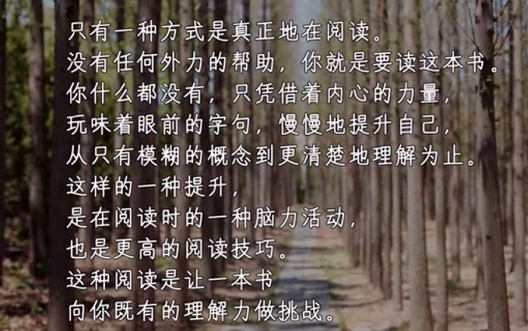 只有一种方式是真正地在阅读。
没有任何外力的帮助，你就是要读这本书。
你什么都没有，只凭借着内心的力量，
玩味着眼前的字句，慢慢地提升自己，
从只有模糊的概念到更清楚地理解为止。
这样的一种提升，
是在阅读时的一种脑力活动，
也是更高的阅读技巧。
这种阅读是让一本书
向你既有的理解力做挑战。